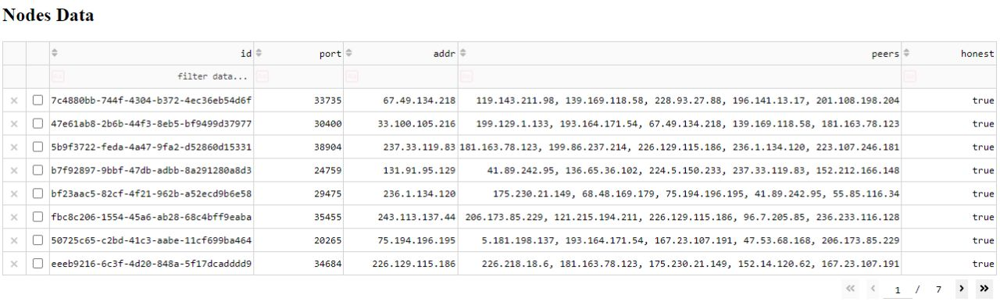 Nodes Data
id port addr peers honest
filter data...
× 7c4880bb-744f-4304-b372-4ec36eb54d6f 33735 67.49.134.218 119.143.211.98, 139.169.118.58, 228.93.27.88, 196.141.13.17, 201.108.198.204 true
× 47e61ab8-2b6b-44f3-8eb5-bf9499d37977 30400 33.100.105.216 199.129.1.133, 193.164.171.54, 67.49.134.218, 139.169.118.58, 181.163.78.123 true
× 5b9f3722-feda-4a47-9fa2-d52860d15331 38904 237.33.119.83 181.163.78.123, 199.86.237.214, 226.129.115.186, 236.1.134.120, 223.107.246.181 true
× b7f92897-9bbf-47db-adbb-8a291280a8d3 24759 131.91.95.129 41.89.242.95, 136.65.36.102, 224.5.150.233, 237.33.119.83, 152.212.166.148 true
× bf23aac5-82cf-4f21-962b-a52ecd9b6e58 29475 236.1.134.120 175.230.21.149, 68.48.169.179, 75.194.196.195, 41.89.242.95, 55.85.116.34 true
× fbc8c206-1554-45a6-ab28-68c4bff9eaba 35455 243.113.137.44 206.173.85.229, 121.215.194.211, 226.129.115.186, 96.7.205.85, 236.233.116.128 true
× 50725c65-c2bd-41c3-aabe-11cf699ba464 20265 75.194.196.195 5.181.198.137, 193.164.171.54, 167.23.107.191, 47.53.68.168, 206.173.85.229 true
× eeeb9216-6c3f-4d20-848a-5f17dcadddd9 34684 226.129.115.186 226.218.18.6, 181.163.78.123, 175.230.21.149, 152.14.120.62, 167.23.107.191 true
1 / 7